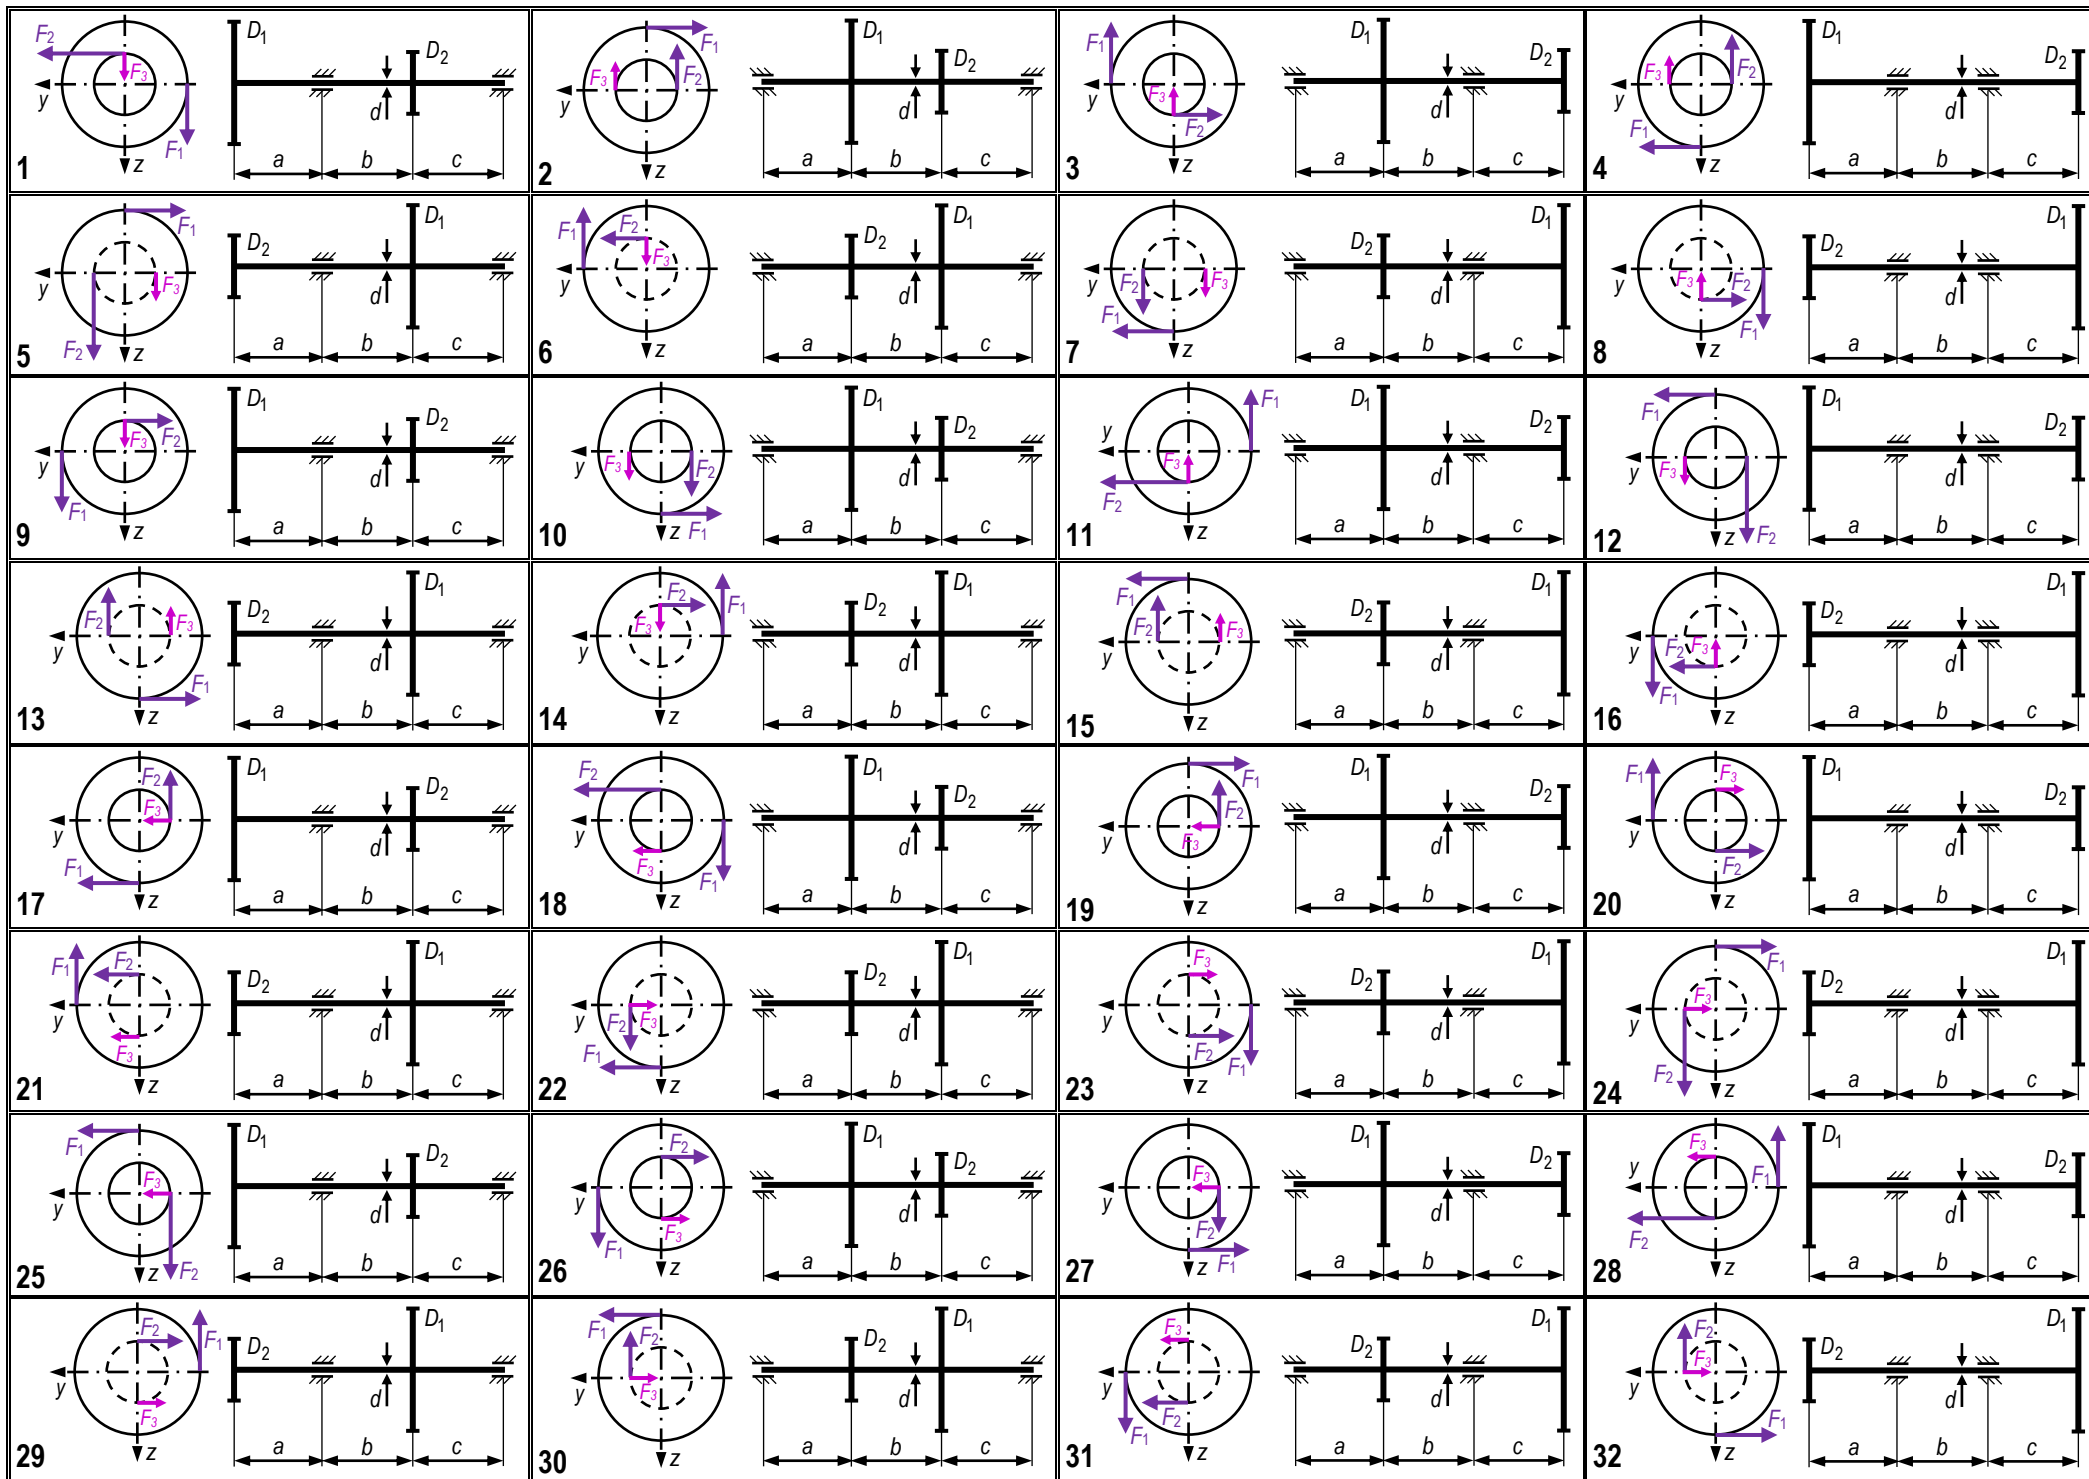 F2 F3 y F1 z 1 D1 D2 d a b c
F1 F3 F2 y z 2 D1 D2 d a b c
F1 F3 y F2 z 3 D1 D2 d a b c
F3 F2 y F1 z 4 D1 D2 d a b c
F1 F3 y F2 z 5 D2 D1 d a b c
F1 F2 F3 y z 6 D2 D1 d a b c
F2 F3 y F1 z 7 D2 D1 d a b c
F3 F2 y F1 z 8 D2 D1 d a b c
F3 F2 y F1 z 9 D1 D2 d a b c
F3 F2 y F1 z 10 D1 D2 d a b c
F1 y F3 F2 z 11 D1 D2 d a b c
F1 F3 y F2 z 12 D1 D2 d a b c
F2 F3 y F1 z 13 D2 D1 d a b c
F2 F1 F3 y z 14 D2 D1 d a b c
F1 F2 F3 y z 15 D2 D1 d a b c
F2 F3 y F1 z 16 D2 D1 d a b c
F2 F3 y F1 z 17 D1 D2 d a b c
F2 y F3 F1 z 18 D1 D2 d a b c
F1 F2 F3 y z 19 D1 D2 d a b c
F1 F3 y F2 z 20 D1 D2 d a b c
F1 F2 y F3 z 21 D2 D1 d a b c
F2 F3 y F1 z 22 D2 D1 d a b c
F3 y F2 F1 z 23 D2 D1 d a b c
F1 F3 y F2 z 24 D2 D1 d a b c
F1 F3 y F2 z 25 D1 D2 d a b c
F2 y F3 F1 z 26 D1 D2 d a b c
F3 y F2 F1 z 27 D1 D2 d a b c
F3 F1 y F2 z 28 D1 D2 d a b c
F2 F1 y F3 z 29 D2 D1 d a b c
F1 F2 F3 y z 30 D2 D1 d a b c
F3 y F2 F1 z 31 D2 D1 d a b c
F2 F3 y F1 z 32 D2 D1 d a b c